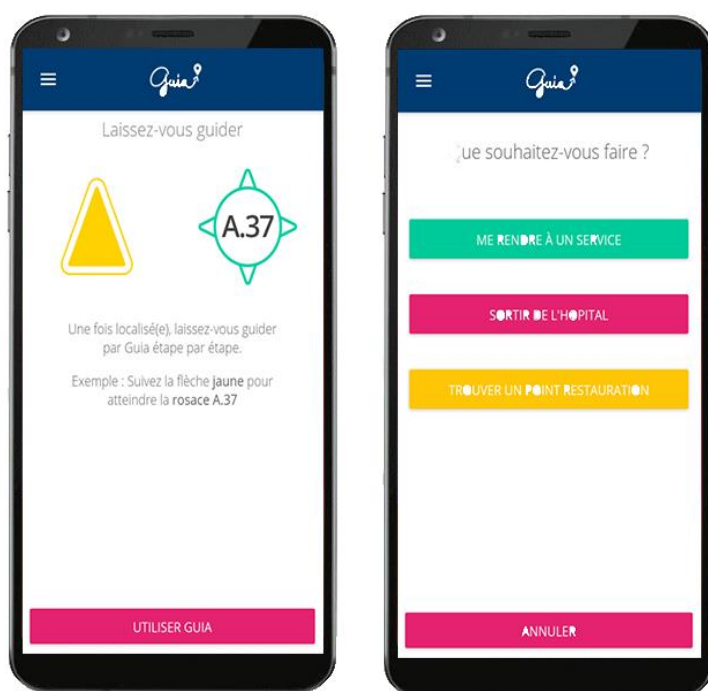 Guia
Laissez-vous guider
A.37
Une fois localisé(e), laissez-vous guider
par Guia étape par étape.
Exemple : Suivez la flèche jaune pour
atteindre la rosace A.37
UTILISER GUIA
Guia
ue souhaitez-vous faire ?
ME RENDRE À UN SERVICE
SORTIR DE L'HOPITAL
TROUVER UN POINT RESTAURATION
ANNULER